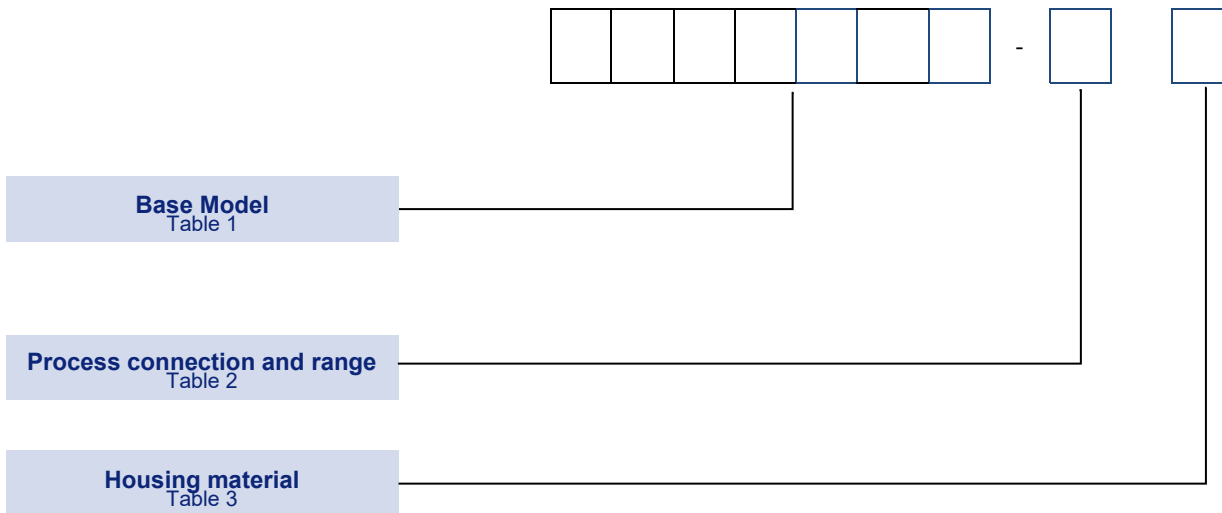 -
Base Model
Table 1
Process connection and range
Table 2
Housing material
Table 3